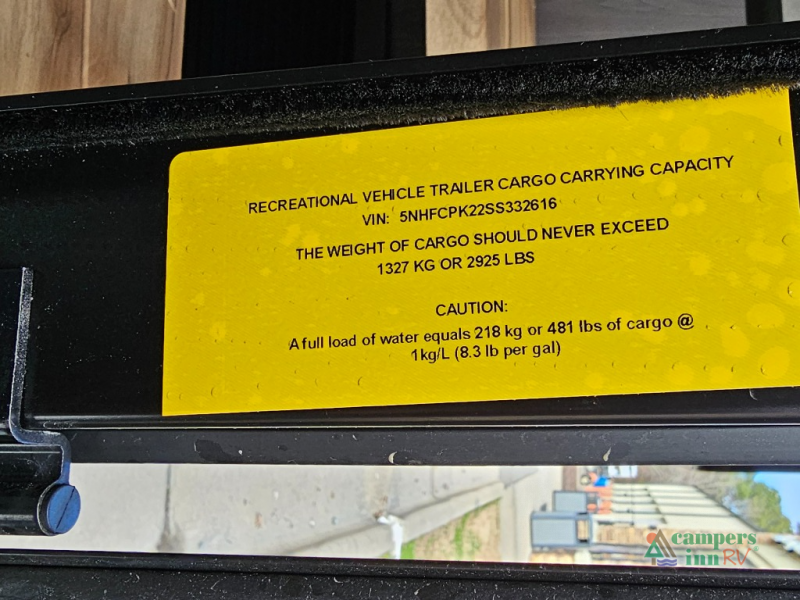 RECREATIONAL VEHICLE TRAILER CARGO CARRYING CAPACITY
VIN: 5NHFCPK22SS332616
THE WEIGHT OF CARGO SHOULD NEVER EXCEED
1327 KG OR 2925 LBS
CAUTION:
A full load of water equals 218 kg or 481 lbs of cargo @
1kg/L (8.3 lb per gal)
campers
inn RV